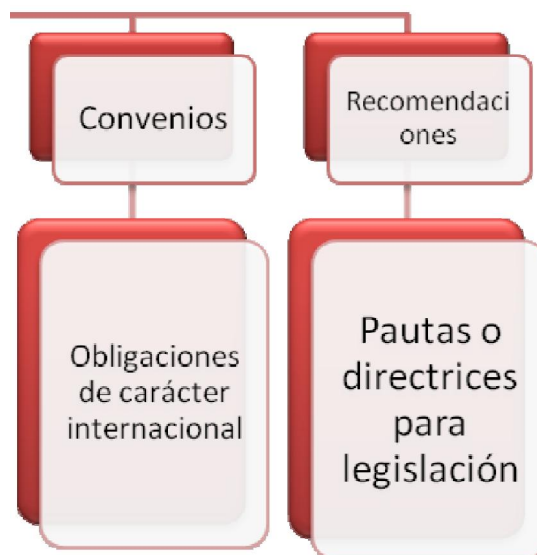 Convenios
Recomendaci
ones
Obligaciones
de carácter
internacional
Pautas o
directrices
para
legislación